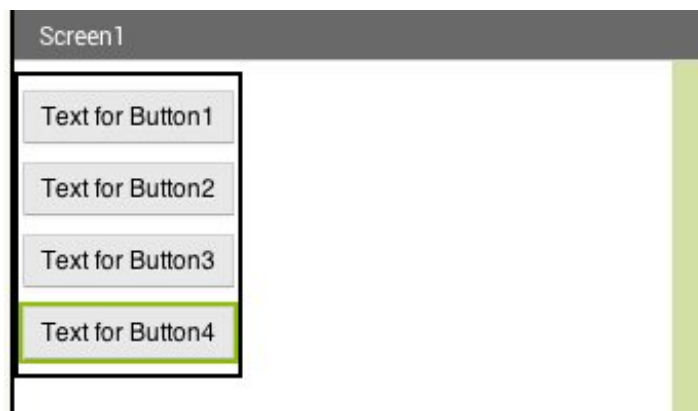 Screen1
Text for Button1
Text for Button2
Text for Button3
Text for Button4